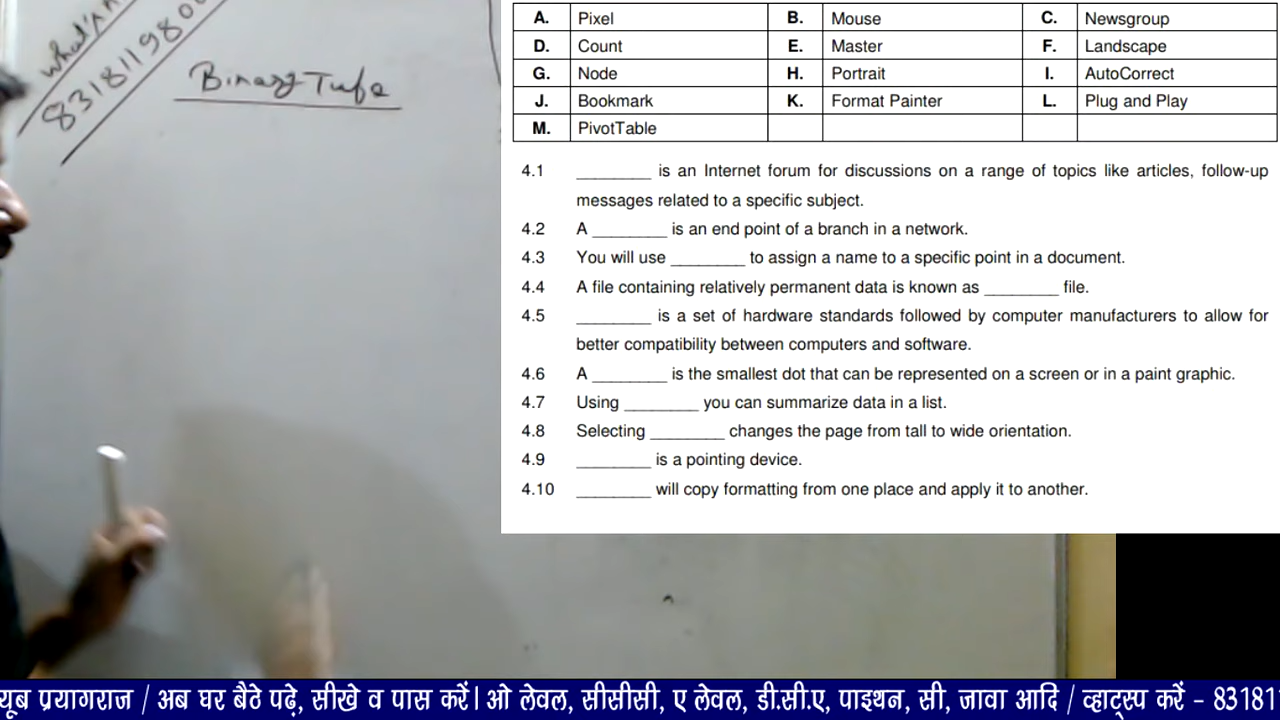 what's
831811980
Binary Tube
A. Pixel B. Mouse C. Newsgroup
D. Count E. Master F. Landscape
G. Node H. Portrait I. AutoCorrect
J. Bookmark K. Format Painter L. Plug and Play
M. PivotTable
4.1 ________ is an Internet forum for discussions on a range of topics like articles, follow-up
messages related to a specific subject.
4.2 A ________ is an end point of a branch in a network.
4.3 You will use ________ to assign a name to a specific point in a document.
4.4 A file containing relatively permanent data is known as ________ file.
4.5 ________ is a set of hardware standards followed by computer manufacturers to allow for
better compatibility between computers and software.
4.6 A ________ is the smallest dot that can be represented on a screen or in a paint graphic.
4.7 Using ________ you can summarize data in a list.
4.8 Selecting ________ changes the page from tall to wide orientation.
4.9 ________ is a pointing device.
4.10 ________ will copy formatting from one place and apply it to another.
यूब प्रयागराज / अब घर बैठे पढ़े, सीखे व पास करें। ओ लेवल, सीसीसी, ए लेवल, डी.सी.ए, पाइथन, सी, जावा आदि / व्हाट्स्प करें - 83181